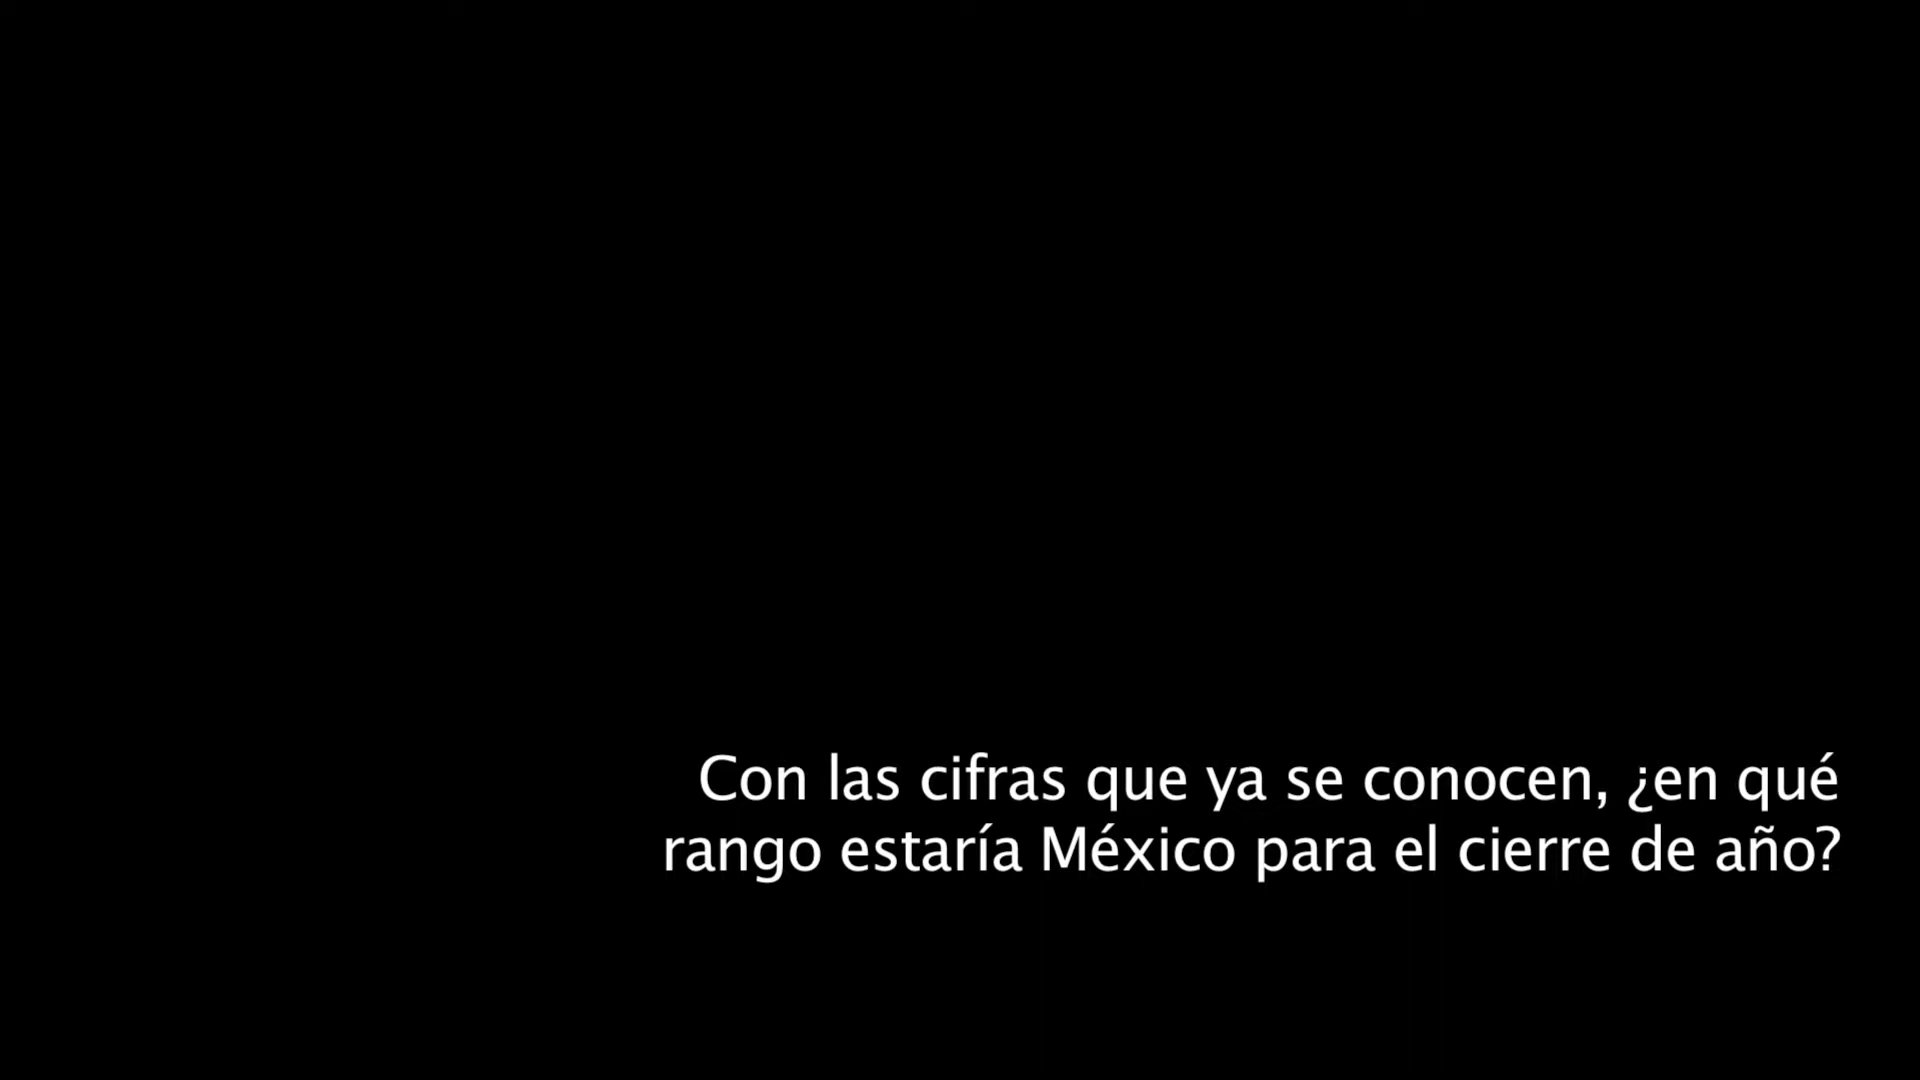 Con las cifras que ya se conocen, ¿en qué
rango estaría México para el cierre de año?